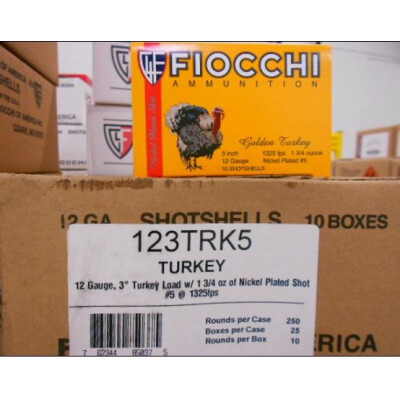 FIOCCHI
AMMUNITION
Golden Turkey
3 inch 1325 fps 1 3/4 ounce
12 Gauge Nickel Plated #5
10 SHOTSHELLS
12 GA. SHOTSHELLS 10 BOXES
123TRK5
TURKEY
12 Gauge, 3" Turkey Load w/ 1 3/4 oz of Nickel Plated Shot
#5 @ 1325fps
Rounds per Case 250
Boxes per Case 25
Rounds per Box 10
7 62344 85037 5
F
ERICA
OF AMERICA